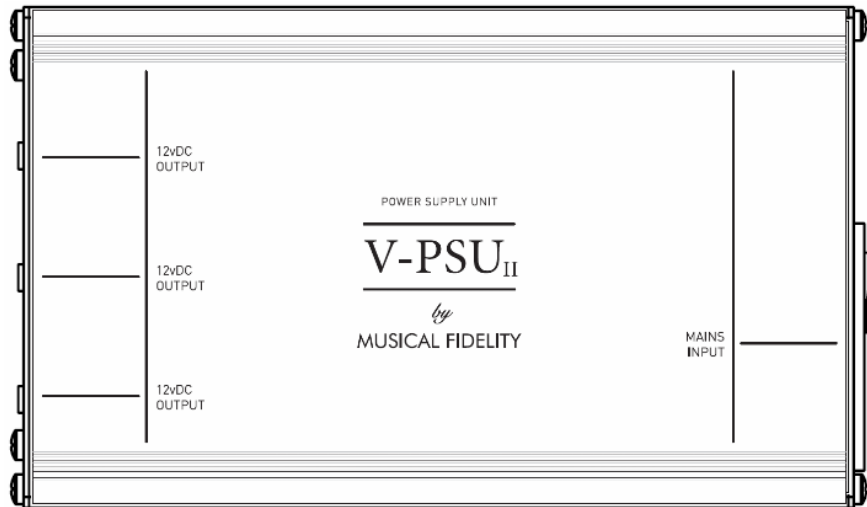 12vDC
OUTPUT
POWER SUPPLY UNIT
V-PSUII
12vDC
OUTPUT
by
MUSICAL FIDELITY
MAINS
INPUT
12vDC
OUTPUT